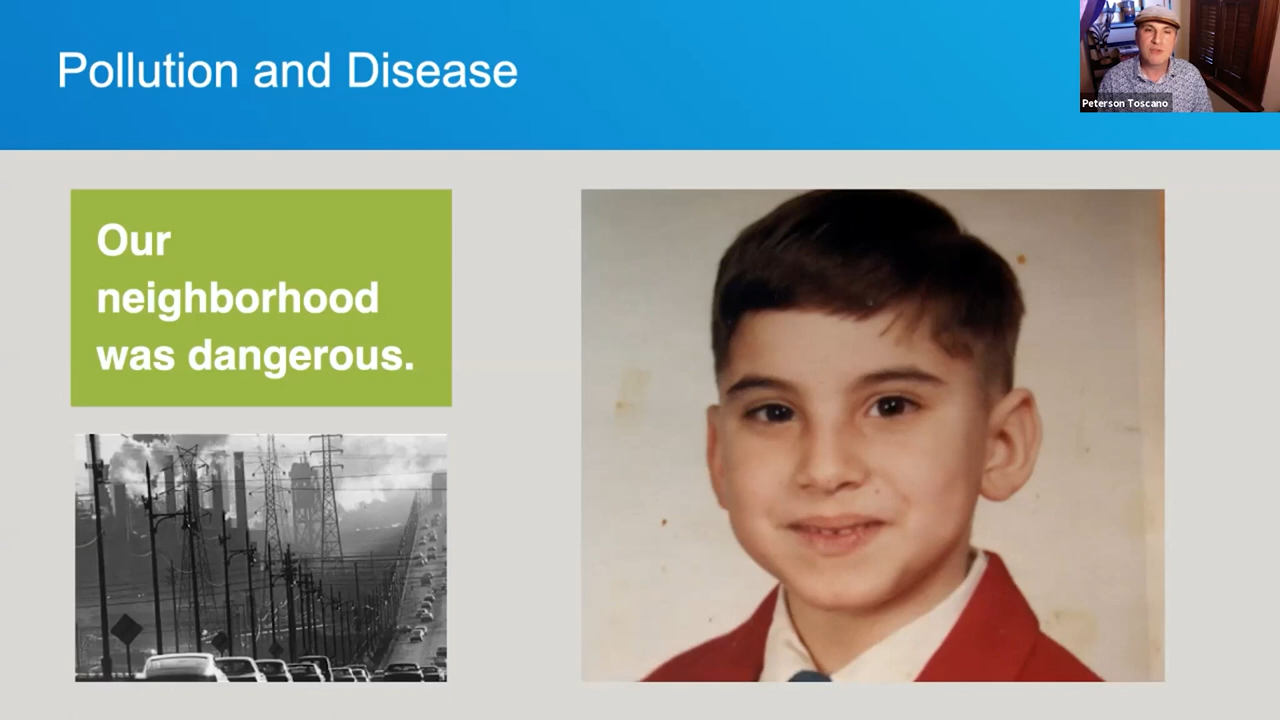 Pollution and Disease
Peterson Toscano
Our
neighborhood
was dangerous.